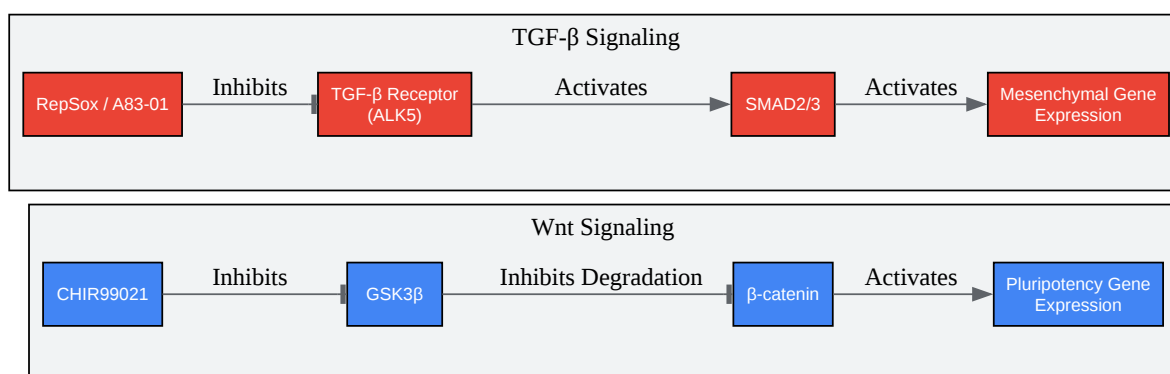 TGF-β Signaling
RepSox / A83-01
Inhibits
TGF-β Receptor
(ALK5)
Activates
SMAD2/3
Activates
Mesenchymal Gene
Expression
Wnt Signaling
CHIR99021
Inhibits
GSK3β
Inhibits Degradation
β-catenin
Activates
Pluripotency Gene
Expression